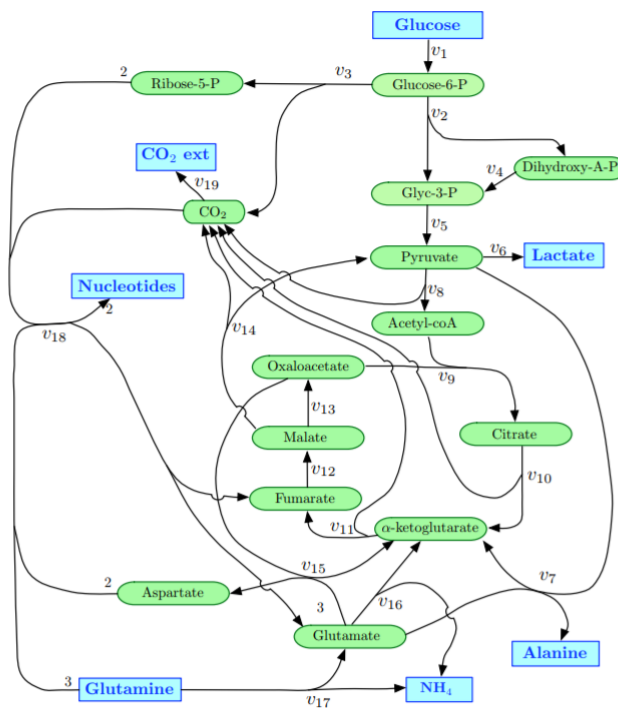 Glucose
v1
2
v3
Ribose-5-P
Glucose-6-P
v2
CO2 ext
v4
Dihydroxy-A-P
v19
Glyc-3-P
CO2
v5
Pyruvate
v6
Lactate
Nucleotides
2
v8
v18
v14
Acetyl-coA
Oxaloacetate
v9
v13
Malate
Citrate
v12
v10
Fumarate
v11
α-ketoglutarate
v15
v7
2
Aspartate
3
v16
Glutamate
Alanine
3
Glutamine
NH4
v17